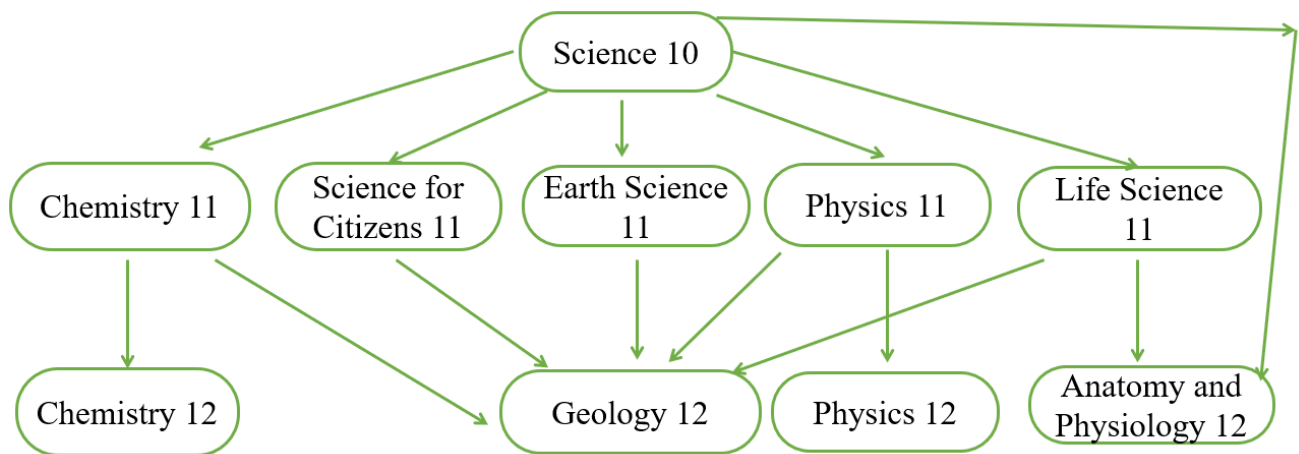 Science 10
Chemistry 11
Science for
Citizens 11
Earth Science
11
Physics 11
Life Science
11
Chemistry 12
Geology 12
Physics 12
Anatomy and
Physiology 12